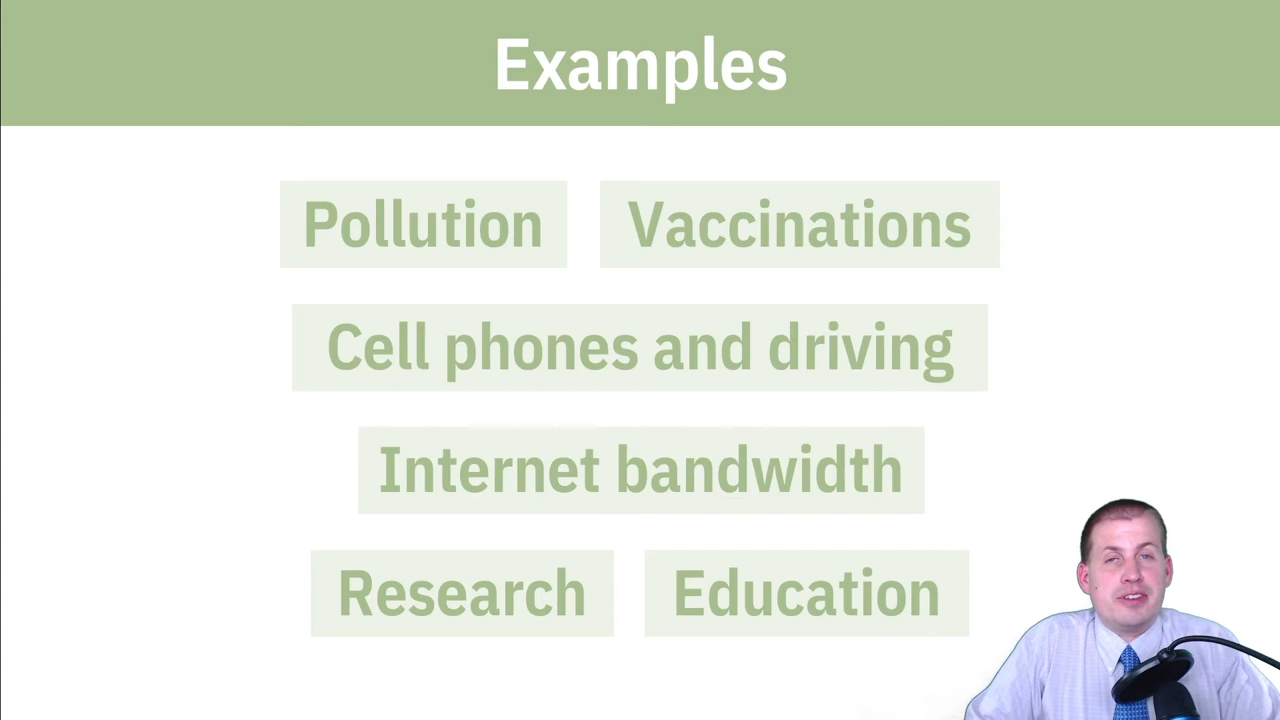 Examples
Pollution Vaccinations
Cell phones and driving
Internet bandwidth
Research Education